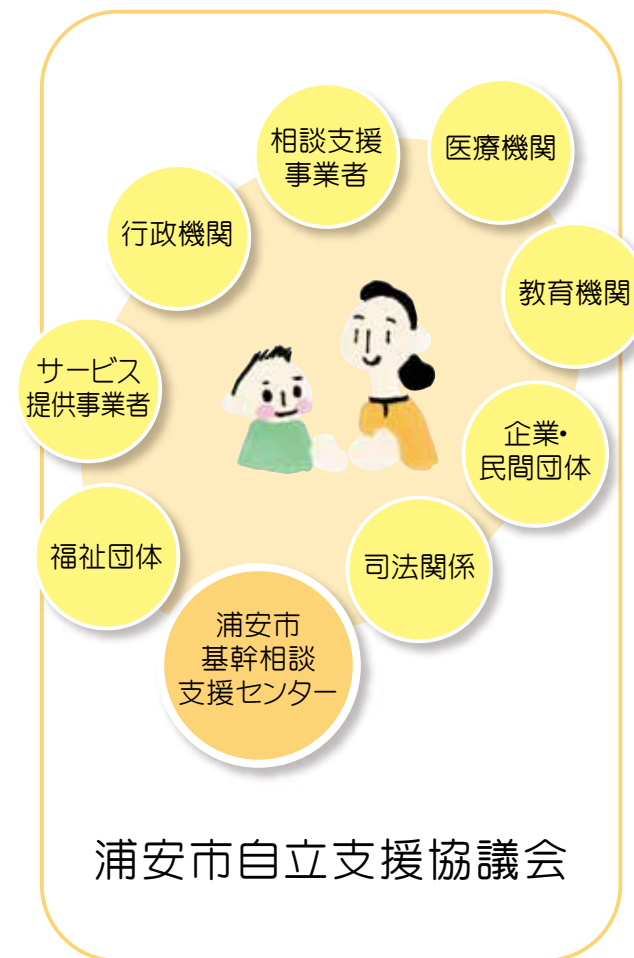 相談支援
事業者
医療機関
行政機関
教育機関
サービス
提供事業者
企業・
民間団体
福祉団体
司法関係
浦安市
基幹相談
支援センター
浦安市自立支援協議会